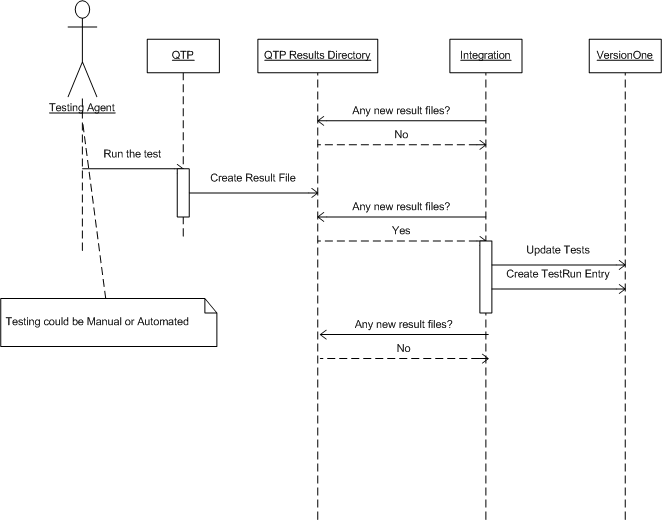 QTP
QTP Results Directory
Integration
VersionOne
Testing Agent
Any new result files?
No
Run the test
Create Result File
Any new result files?
Yes
Update Tests
Create TestRun Entry
Testing could be Manual or Automated
Any new result files?
No